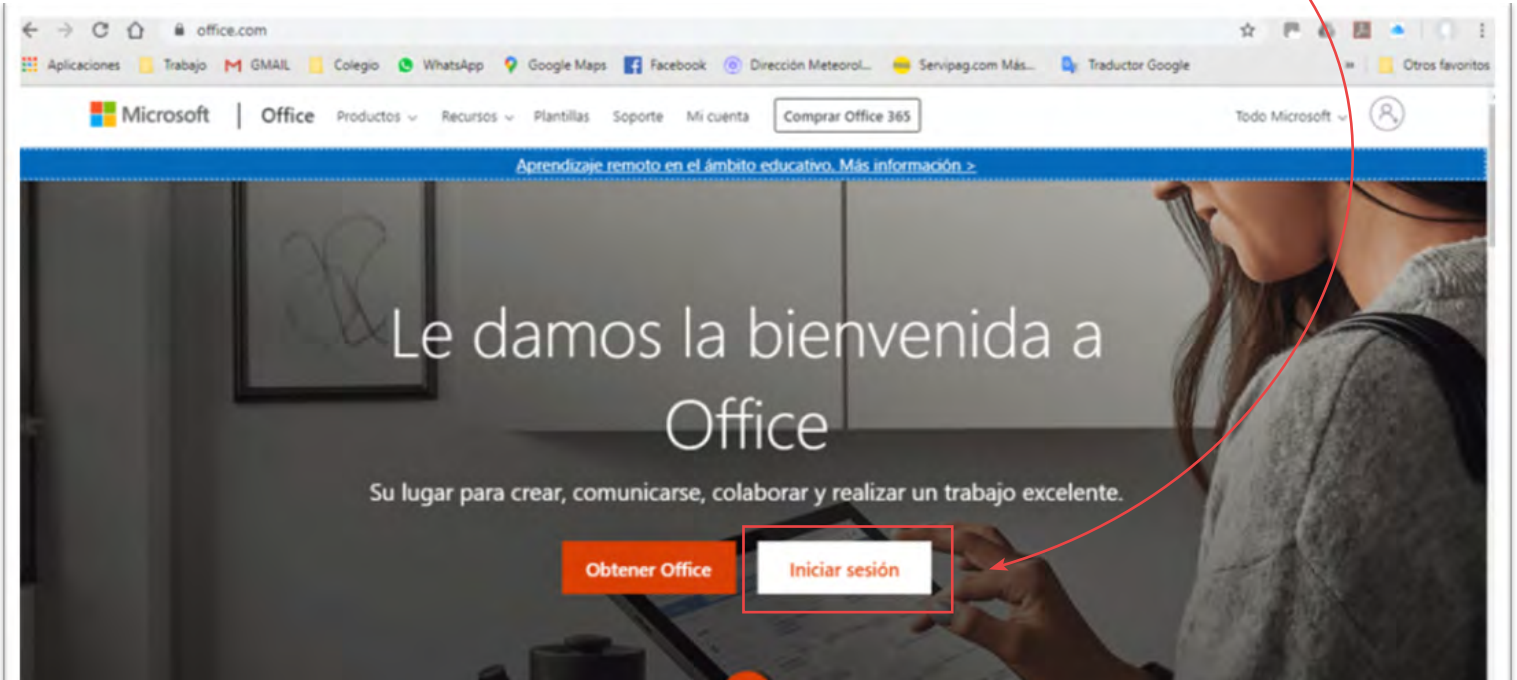 office.com
Aplicaciones Trabajo GMAIL Colegio WhatsApp Google Maps Facebook Dirección Meteorol... Servipag.com Más... Traductor Google » Otros favoritos
Microsoft | Office Productos Recursos Plantillas Soporte Mi cuenta Comprar Office 365 Todo Microsoft
Aprendizaje remoto en el ámbito educativo. Más información >
Le damos la bienvenida a
Office
Su lugar para crear, comunicarse, colaborar y realizar un trabajo excelente.
Obtener Office Iniciar sesión